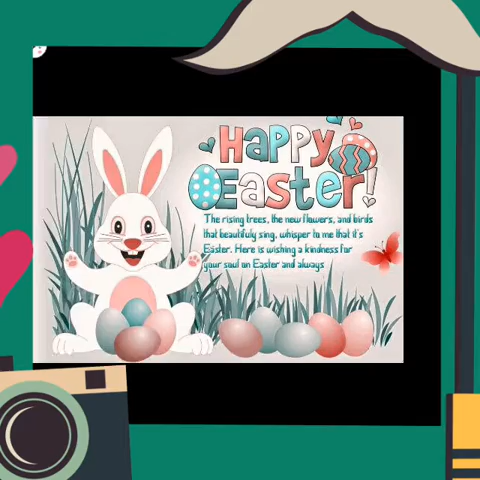 Happy
Easter!
The rising trees, the new flowers, and birds
that beautifuly sing, whisper to me that it's
Easter. Here is wishing a kindness for
your soul on Easter and always